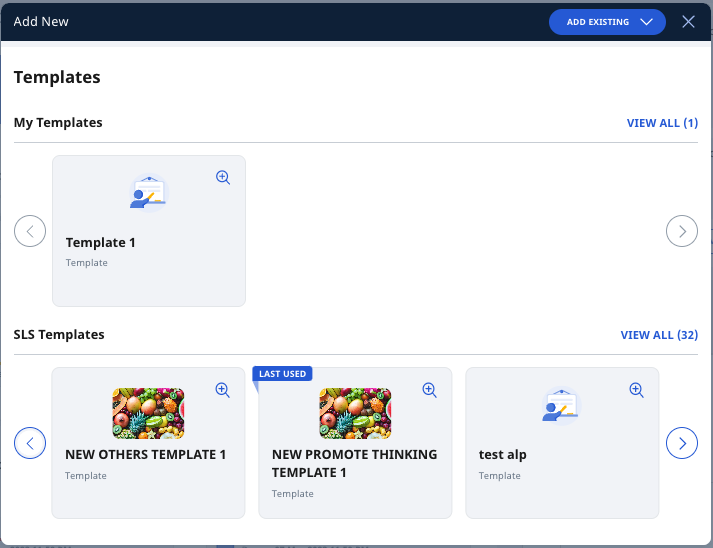 Add New
ADD EXISTING
Templates
My Templates
VIEW ALL (1)
Template 1
Template
SLS Templates
VIEW ALL (32)
NEW OTHERS TEMPLATE 1
Template
LAST USED
NEW PROMOTE THINKING
TEMPLATE 1
Template
test alp
Template